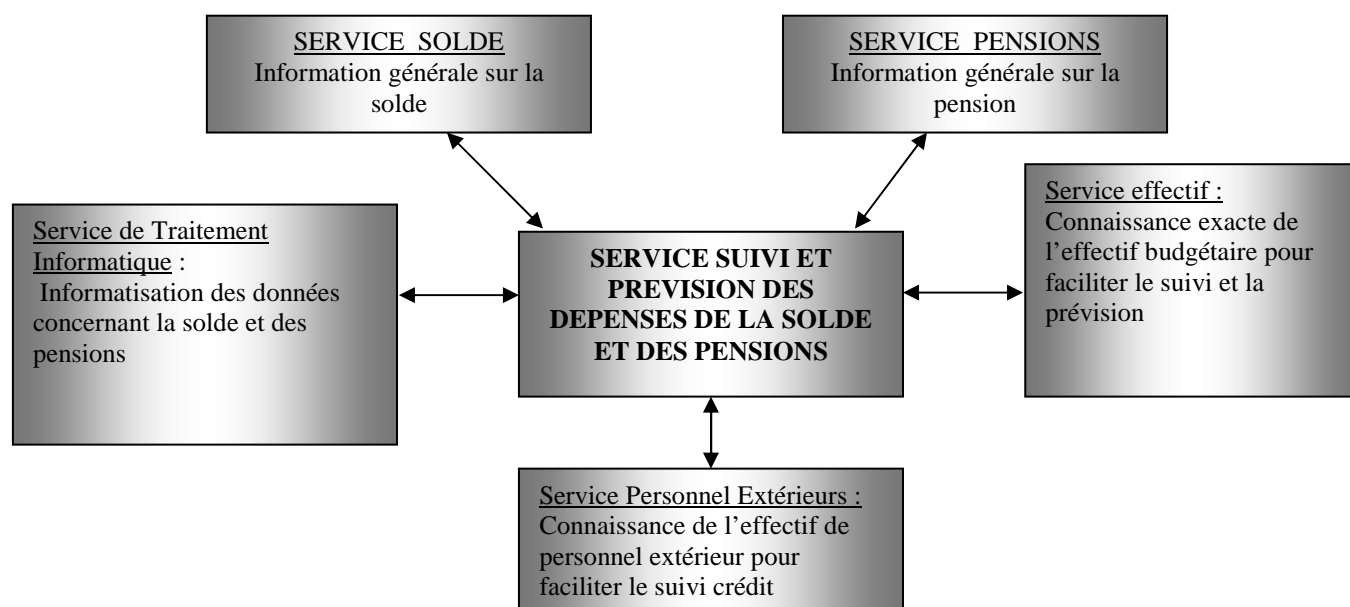 SERVICE SOLDE
Information générale sur la
solde
SERVICE PENSIONS
Information générale sur la
pension
Service de Traitement
Informatique :
Informatisation des données
concernant la solde et des
pensions
SERVICE SUIVI ET
PREVISION DES
DEPENSES DE LA SOLDE
ET DES PENSIONS
Service effectif :
Connaissance exacte de
l’effectif budgétaire pour
faciliter le suivi et la
prévision
Service Personnel Extérieurs :
Connaissance de l’effectif de
personnel extérieur pour
faciliter le suivi crédit